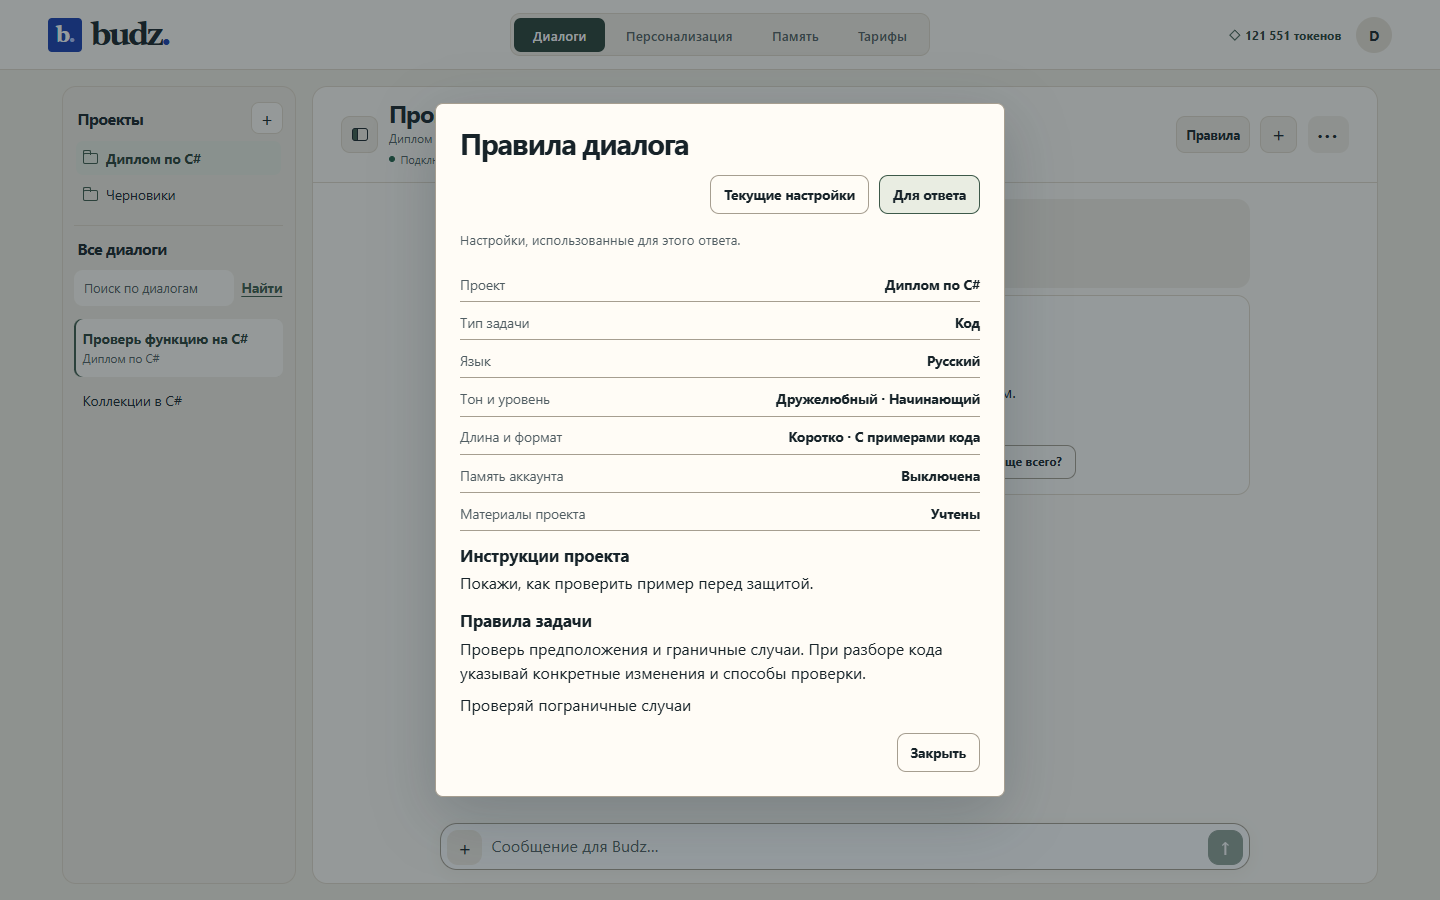 b. budz.
Диалоги
Персонализация
Память
Тарифы
121 551 токенов
D
Проекты
+
Диплом по C#
Черновики
Все диалоги
Поиск по диалогам
Найти
Проверь функцию на C#
Диплом по C#
Коллекции в C#
Диплом
Правила
+
Правила диалога
Текущие настройки
Для ответа
Настройки, использованные для этого ответа.
Проект Диплом по C#
Тип задачи Код
Язык Русский
Тон и уровень Дружелюбный · Начинающий
Длина и формат Коротко · С примерами кода
Память аккаунта Выключена
Материалы проекта Учтены
Инструкции проекта
Покажи, как проверить пример перед защитой.
Правила задачи
Проверь предположения и граничные случаи. При разборе кода
указывай конкретные изменения и способы проверки.
Проверяй пограничные случаи
Закрыть
всего?
+
Сообщение для Budz...